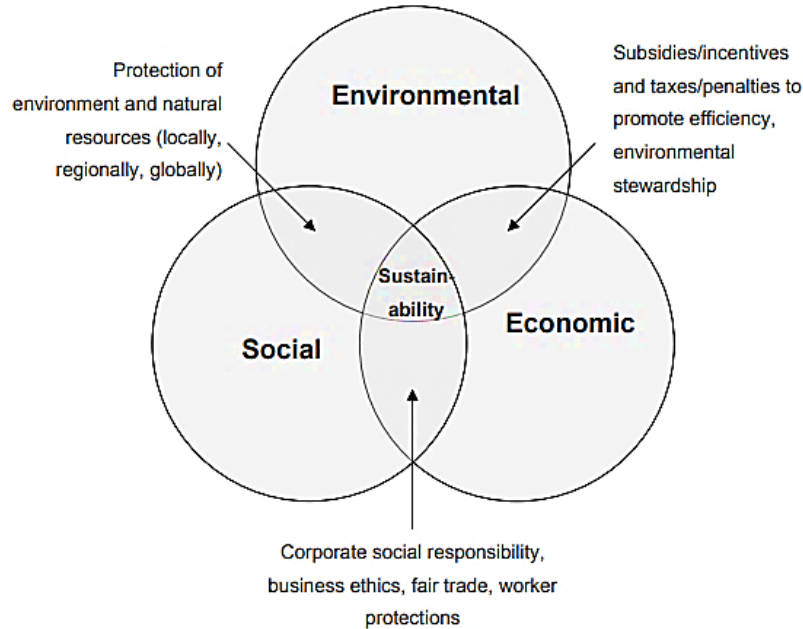 Protection of
environment and natural
resources (locally,
regionally, globally)
Environmental
Subsidies/incentives
and taxes/penalties to
promote efficiency,
environmental
stewardship
Sustain-
ability
Social
Economic
Corporate social responsibility,
business ethics, fair trade, worker
protections